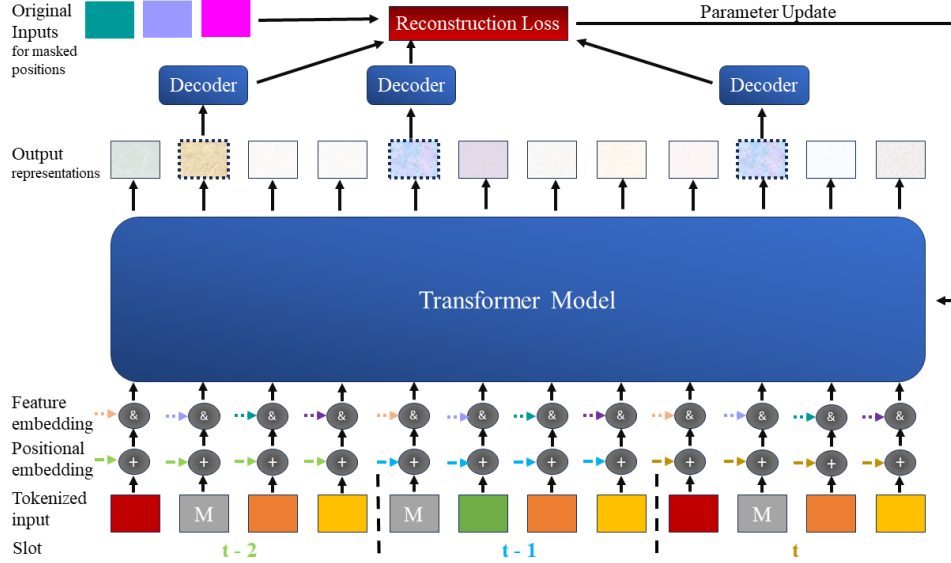 Original
Inputs
for masked
positions
Reconstruction Loss
Parameter Update
Decoder
Decoder
Decoder
Output
representations
Transformer Model
Feature
embedding
& & & & & & & & & & & &
Positional
embedding
+ + + + + + + + + + + +
Tokenized
input
M M M
Slot
t - 2
t - 1
t